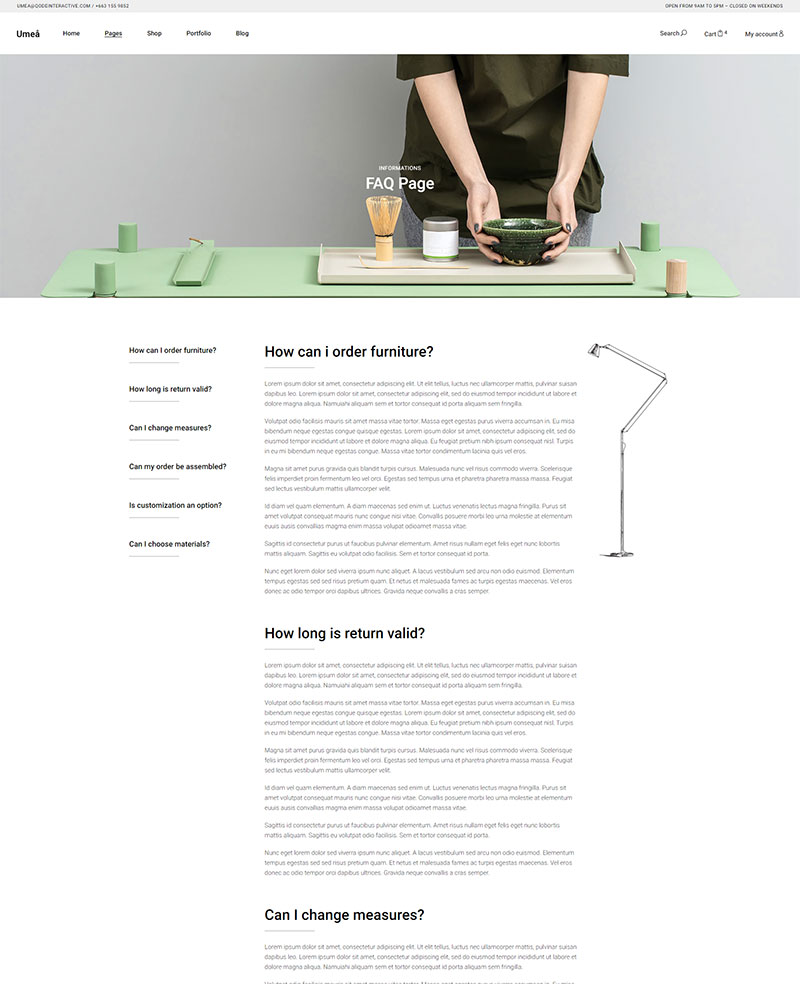 UMEA@QODEINTERACTIVE.COM / +663 155 9852
OPEN FROM 9AM TO 5PM – CLOSED ON WEEKENDS
Umeå
Home
Pages
Shop
Portfolio
Blog
Search
Cart 4
My account
INFORMATIONS
FAQ Page
How can I order furniture?
How long is return valid?
Can I change measures?
Can my order be assembled?
Is customization an option?
Can I choose materials?
How can i order furniture?
Lorem ipsum dolor sit amet, consectetur adipiscing elit. Ut elit tellus, luctus nec ullamcorper mattis, pulvinar suisan
dapibus leo. Lorem ipsum dolor sit amet, consectetur adipiscing elit, sed do eiusmod tempor incididunt ut labore et
dolore magna aliqua. Namuiahi aliquam sem et tortor consequat id porta aliquam sem fringilla.
Volutpat odio facilisis mauris sit amet massa vitae tortor. Massa eget egestas purus viverra accumsan in. Eu misa
bibendum neque egestas congue quisque egestas. Lorem ipsum dolor sit amet, consectetur adipiscing elit, sed do
eiusmod tempor incididunt ut labore et dolore magna aliqua. Eu feugiat pretium nibh ipsum consequat nisl. Turpis
in eu mi bibendum neque egestas congue. Massa vitae tortor condimentum lacinia quis vel eros.
Magna sit amet purus gravida quis blandit turpis cursus. Malesuada nunc vel risus commodo viverra. Scelerisque
felis imperdiet proin fermentum leo vel orci. Egestas sed tempus urna et pharetra pharetra massa massa. Feugiat
sed lectus vestibulum mattis ullamcorper velit.
Id diam vel quam elementum. A diam maecenas sed enim ut. Luctus venenatis lectus magna fringilla. Purus sit
amet volutpat consequat mauris nunc congue nisi vitae. Convallis posuere morbi leo urna molestie at elementum
euuis ausis convallias magma enim massa volupat odioamet massa vitae.
Sagittis id consectetur purus ut faucibus pulvinar elementum. Amet risus nullam eget felis eget nunc lobortis
mattis aliquam. Sagittis eu volutpat odio facilisis. Sem et tortor consequat id porta.
Nunc eget lorem dolor sed viverra ipsum nunc aliquet. A lacus vestibulum sed arcu non odio euismod. Elementum
tempus egestas sed sed risus pretium quam. Et netus et malesuada fames ac turpis egestas maecenas. Vel eros
donec ac odio tempor orci dapibus ultrices. Gravida neque convallis a cras semper.
How long is return valid?
Lorem ipsum dolor sit amet, consectetur adipiscing elit. Ut elit tellus, luctus nec ullamcorper mattis, pulvinar suisan
dapibus leo. Lorem ipsum dolor sit amet, consectetur adipiscing elit, sed do eiusmod tempor incididunt ut labore et
dolore magna aliqua. Namuiahi aliquam sem et tortor consequat id porta aliquam sem fringilla.
Volutpat odio facilisis mauris sit amet massa vitae tortor. Massa eget egestas purus viverra accumsan in. Eu misa
bibendum neque egestas congue quisque egestas. Lorem ipsum dolor sit amet, consectetur adipiscing elit, sed do
eiusmod tempor incididunt ut labore et dolore magna aliqua. Eu feugiat pretium nibh ipsum consequat nisl. Turpis
in eu mi bibendum neque egestas congue. Massa vitae tortor condimentum lacinia quis vel eros.
Magna sit amet purus gravida quis blandit turpis cursus. Malesuada nunc vel risus commodo viverra. Scelerisque
felis imperdiet proin fermentum leo vel orci. Egestas sed tempus urna et pharetra pharetra massa massa. Feugiat
sed lectus vestibulum mattis ullamcorper velit.
Id diam vel quam elementum. A diam maecenas sed enim ut. Luctus venenatis lectus magna fringilla. Purus sit
amet volutpat consequat mauris nunc congue nisi vitae. Convallis posuere morbi leo urna molestie at elementum
euuis ausis convallias magma enim massa volupat odioamet massa vitae.
Sagittis id consectetur purus ut faucibus pulvinar elementum. Amet risus nullam eget felis eget nunc lobortis
mattis aliquam. Sagittis eu volutpat odio facilisis. Sem et tortor consequat id porta.
Nunc eget lorem dolor sed viverra ipsum nunc aliquet. A lacus vestibulum sed arcu non odio euismod. Elementum
tempus egestas sed sed risus pretium quam. Et netus et malesuada fames ac turpis egestas maecenas. Vel eros
donec ac odio tempor orci dapibus ultrices. Gravida neque convallis a cras semper.
Can I change measures?
Lorem ipsum dolor sit amet, consectetur adipiscing elit. Ut elit tellus, luctus nec ullamcorper mattis, pulvinar suisan
dapibus leo. Lorem ipsum dolor sit amet, consectetur adipiscing elit, sed do eiusmod tempor incididunt ut labore et
dolore magna aliqua. Namuiahi aliquam sem et tortor consequat id porta aliquam sem fringilla.